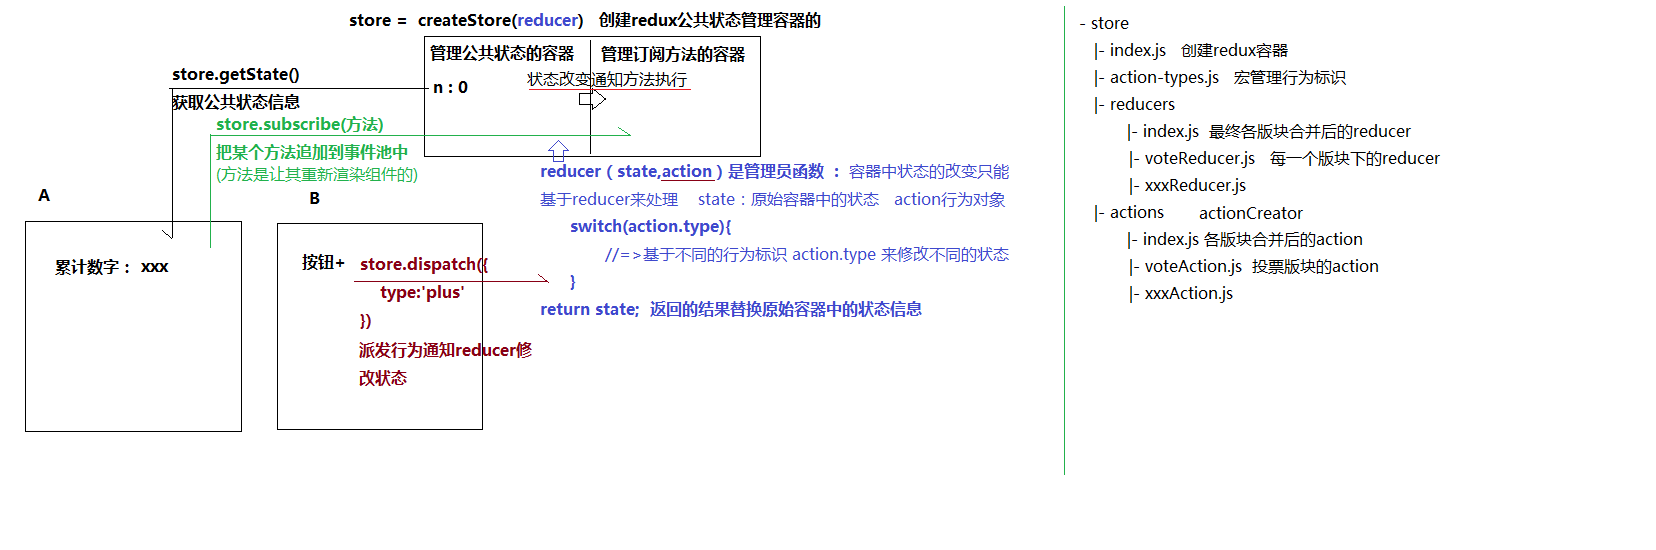 store = createStore(reducer) 创建redux公共状态管理容器的
管理公共状态的容器
管理订阅方法的容器
store.getState()
状态改变通知方法执行
n : 0
获取公共状态信息
store.subscribe(方法)
把某个方法追加到事件池中
(方法是让其重新渲染组件的)
reducer（state,action）是管理员函数 ： 容器中状态的改变只能
基于reducer来处理 state：原始容器中的状态 action行为对象
switch(action.type){
//=>基于不同的行为标识 action.type 来修改不同的状态
}
return state; 返回的结果替换原始容器中的状态信息
A
累计数字： xxx
B
按钮+
store.dispatch({
type:'plus'
})
派发行为通知reducer修
改状态
- store
|- index.js 创建redux容器
|- action-types.js 宏管理行为标识
|- reducers
|- index.js 最终各版块合并后的reducer
|- voteReducer.js 每一个版块下的reducer
|- xxxReducer.js
|- actions actionCreator
|- index.js 各版块合并后的action
|- voteAction.js 投票版块的action
|- xxxAction.js